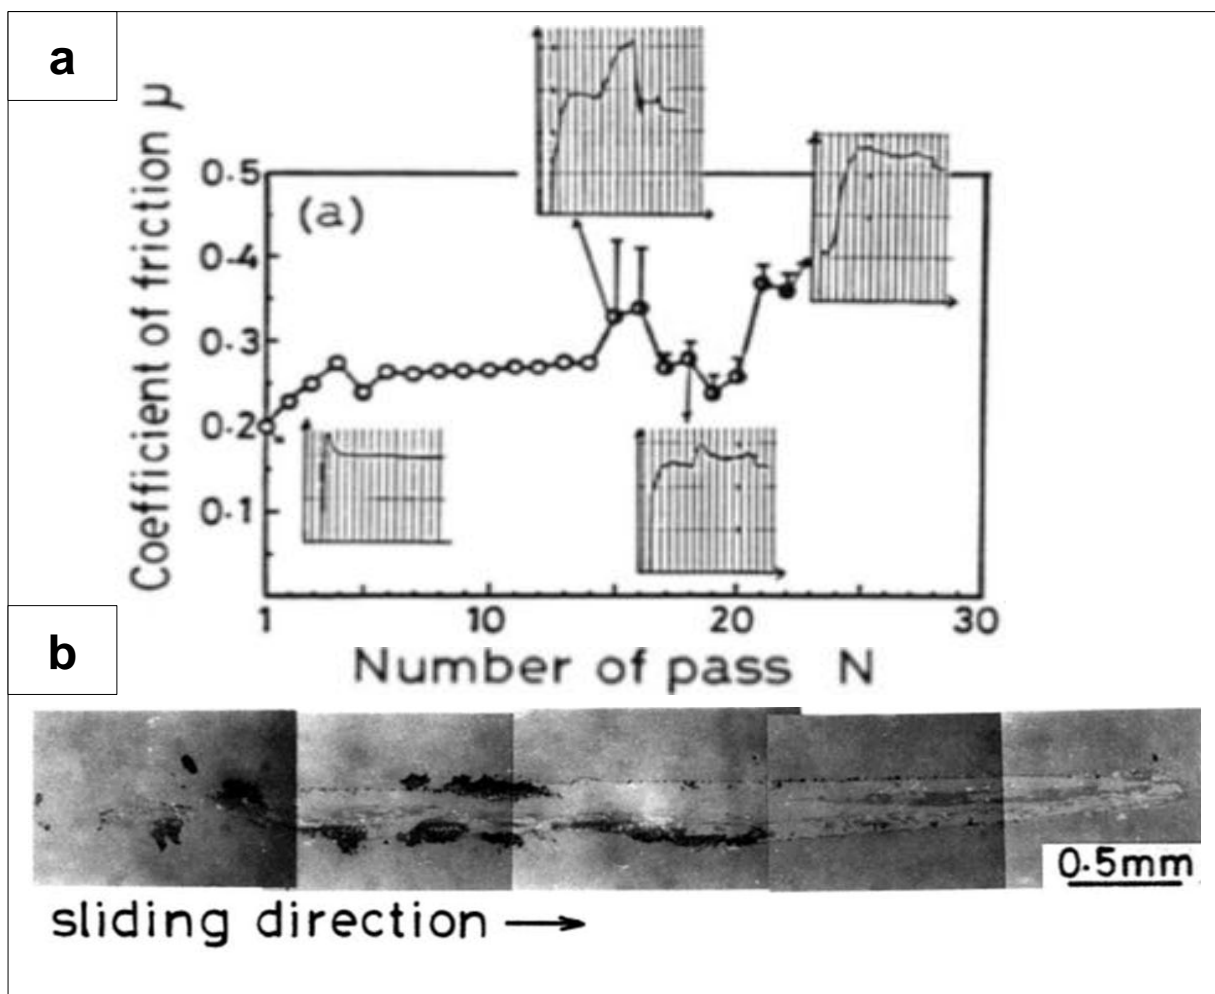 a
Coefficient of friction μ
0.5
(a)
0.4
0.3
0.2
0.1
1
10
20
30
Number of pass N
b
0.5mm
sliding direction